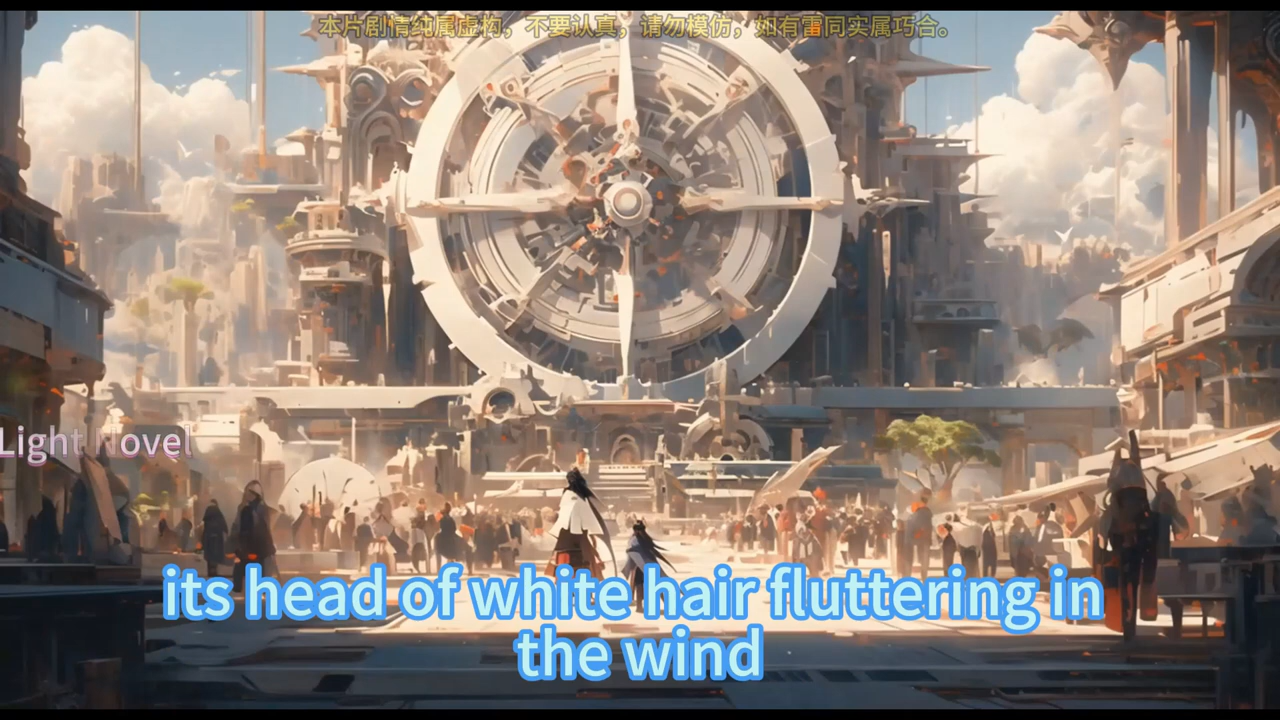 本片剧情纯属虚构，不要认真，请勿模仿，如有雷同实属巧合。
Light Novel
its head of white hair fluttering in
the wind